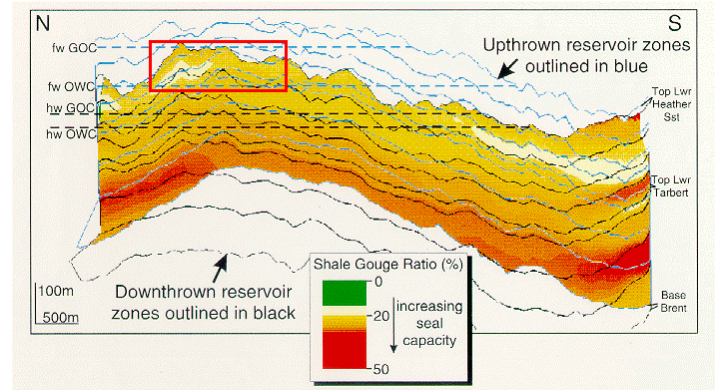 N
S
fw GOC
fw OWC
hw GOC
hw OWC
Upthrown reservoir zones
outlined in blue
Top Lwr
Heather
Sst
Top Lwr
Tarbert
Base
Brent
Downthrown reservoir
zones outlined in black
100m
500m
Shale Gouge Ratio (%)
0
20
50
increasing
seal
capacity